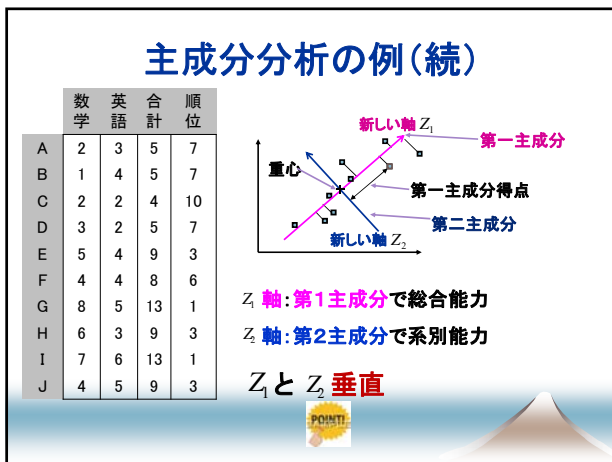 主成分分析の例(続)
数学 英語 合計 順位
A 2 3 5 7
B 1 4 5 7
C 2 2 4 10
D 3 2 5 7
E 5 4 9 3
F 4 4 8 6
G 8 5 13 1
H 6 3 9 3
I 7 6 13 1
J 4 5 9 3
新しい軸 Z₁
第一主成分
重心
第一主成分得点
第二主成分
新しい軸 Z₂
Z₁ 軸:第1主成分で総合能力
Z₂ 軸:第2主成分で系別能力
Z₁と Z₂ 垂直
POINT!